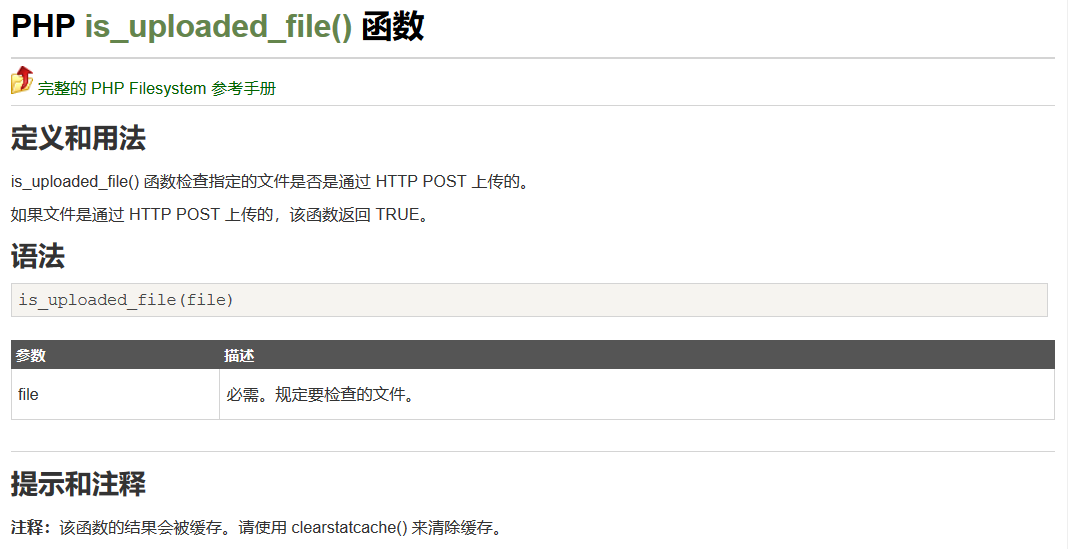 PHP is_uploaded_file() 函数
完整的 PHP Filesystem 参考手册
定义和用法
is_uploaded_file() 函数检查指定的文件是否是通过 HTTP POST 上传的。
如果文件是通过 HTTP POST 上传的，该函数返回 TRUE。
语法
is_uploaded_file(file)
参数 描述
file 必需。规定要检查的文件。
提示和注释
注释：该函数的结果会被缓存。请使用 clearstatcache() 来清除缓存。